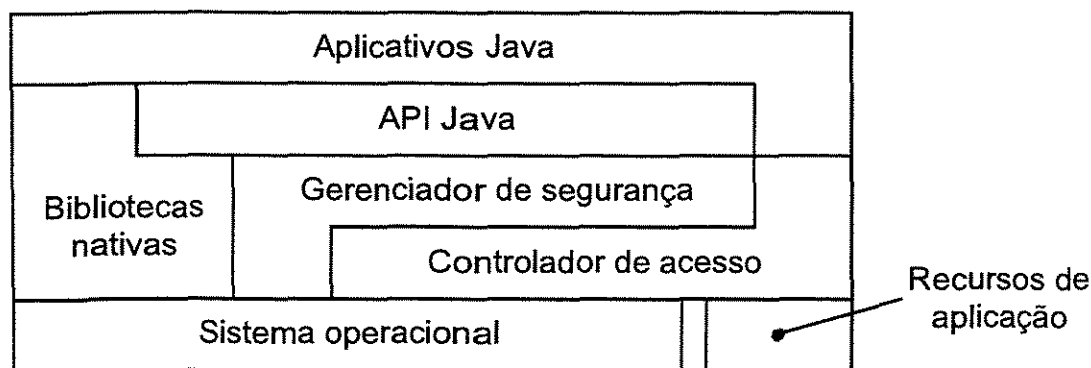 Aplicativos Java
API Java
Gerenciador de segurança
Bibliotecas
nativas
Controlador de acesso
Recursos de
aplicação
Sistema operacional